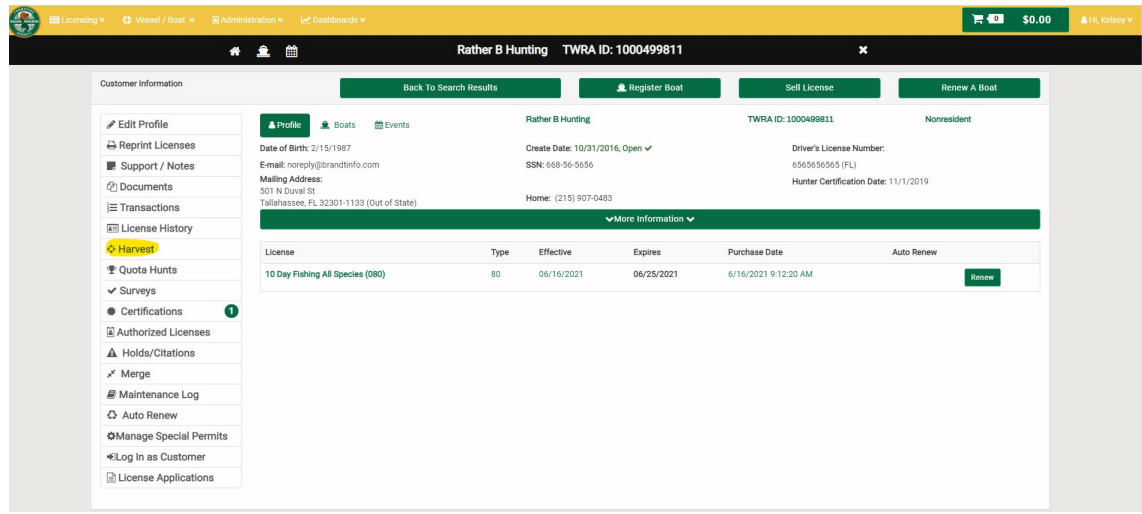 Licensing Vessel / Boat Administration Dashboards 0 $0.00 Hi, Kelsey
Rather B Hunting TWRA ID: 1000499811
Customer Information Back To Search Results Register Boat Sell License Renew A Boat
Edit Profile
Reprint Licenses
Support / Notes
Documents
Transactions
License History
Harvest
Quota Hunts
Surveys
Certifications 1
Authorized Licenses
Holds/Citations
Merge
Maintenance Log
Auto Renew
Manage Special Permits
Log In as Customer
License Applications
Profile Boats Events Rather B Hunting TWRA ID: 1000499811 Nonresident
Date of Birth: 2/15/1987 Create Date: 10/31/2016, Open Driver's License Number:
E-mail: noreply@brandtinfo.com SSN: 668-56-5656 6565656565 (FL)
Mailing Address: Hunter Certification Date: 11/1/2019
501 N Duval St
Tallahassee, FL 32301-1133 (Out of State) Home: (215) 907-0483
More Information
License Type Effective Expires Purchase Date Auto Renew
10 Day Fishing All Species (080) 80 06/16/2021 06/25/2021 6/16/2021 9:12:20 AM Renew